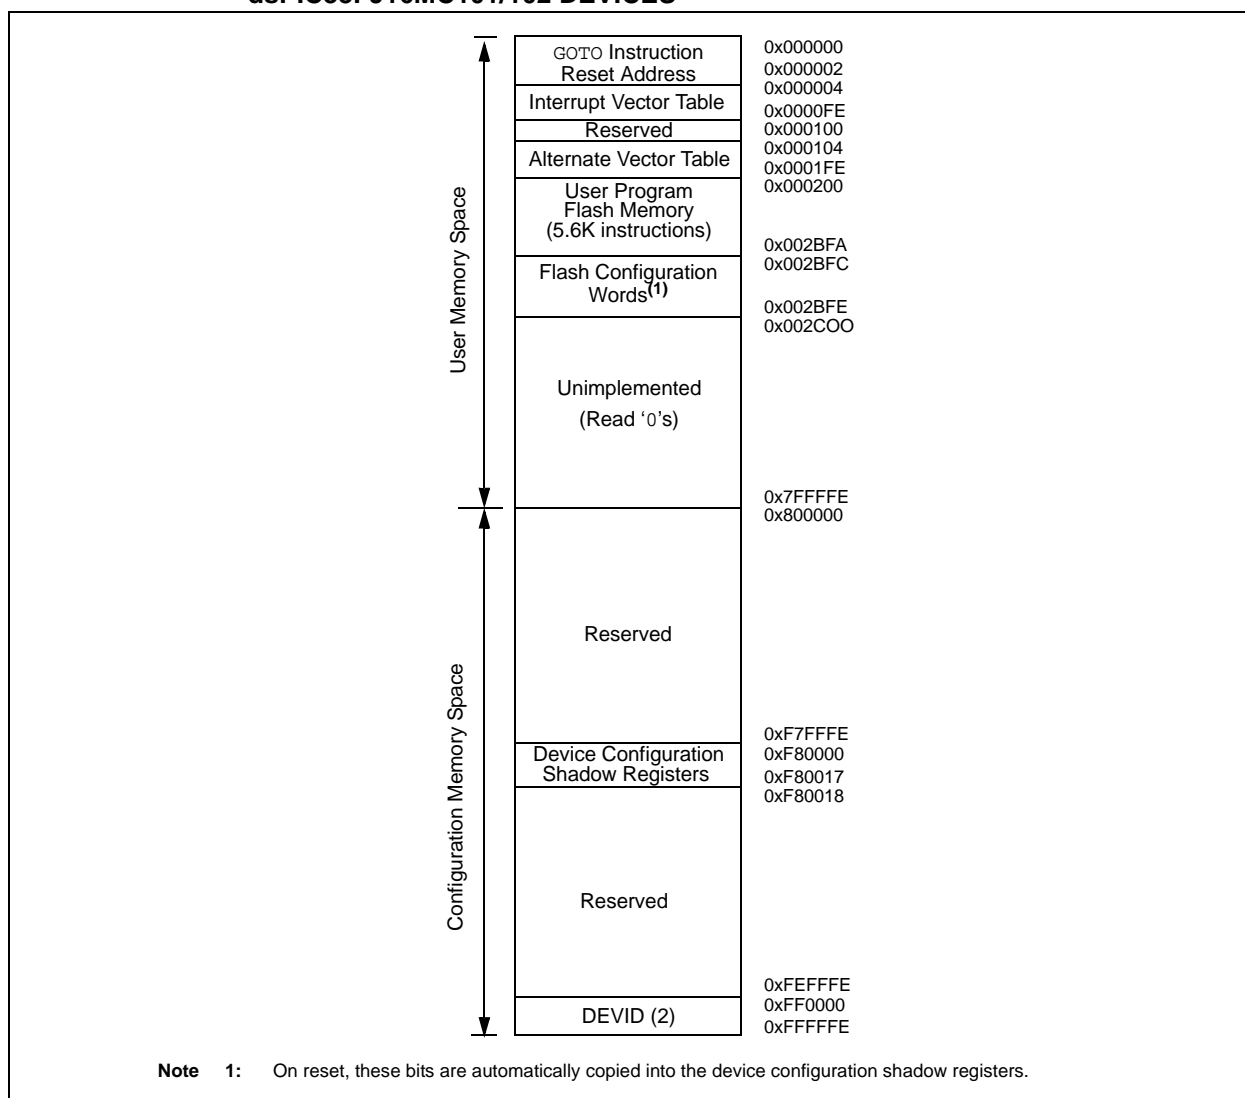 GOTO Instruction
Reset Address
0x000000
0x000002
0x000004
Interrupt Vector Table
0x0000FE
Reserved
0x000100
0x000104
Alternate Vector Table
0x0001FE
0x000200
User Program
Flash Memory
(5.6K instructions)
0x002BFA
0x002BFC
Flash Configuration
Words(1)
0x002BFE
0x002COO
User Memory Space
Unimplemented
(Read ‘0’s)
0x7FFFFE
0x800000
Reserved
Configuration Memory Space
0xF7FFFE
Device Configuration
Shadow Registers
0xF80000
0xF80017
0xF80018
Reserved
0xFEFFFE
0xFF0000
DEVID (2)
0xFFFFFE
Note 1: On reset, these bits are automatically copied into the device configuration shadow registers.